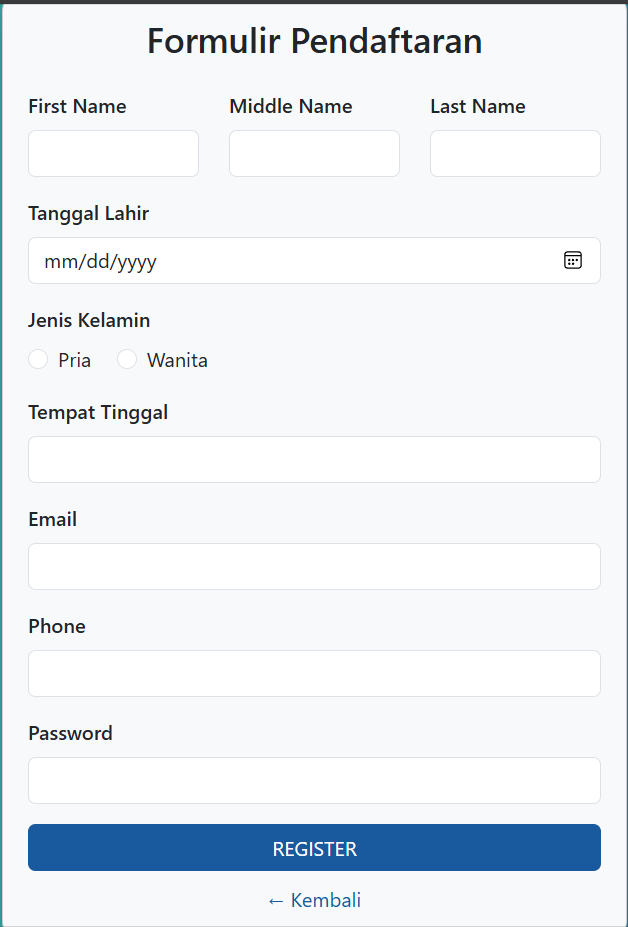 Formulir Pendaftaran
First Name Middle Name Last Name
Tanggal Lahir
mm/dd/yyyy
Jenis Kelamin
Pria Wanita
Tempat Tinggal
Email
Phone
Password
REGISTER
← Kembali